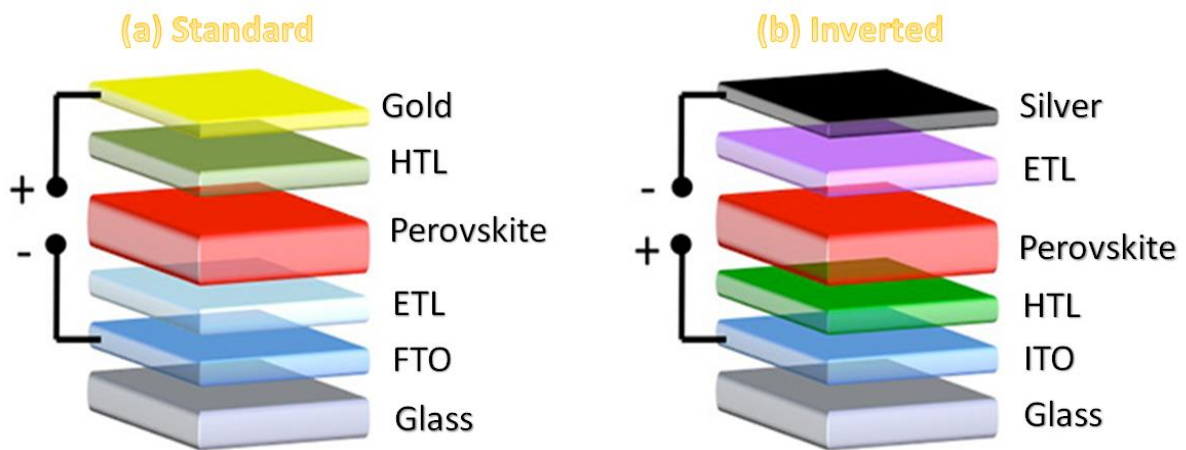 (a) Standard
Gold
HTL
+
Perovskite
-
ETL
FTO
Glass
(b) Inverted
Silver
ETL
-
Perovskite
+
HTL
ITO
Glass